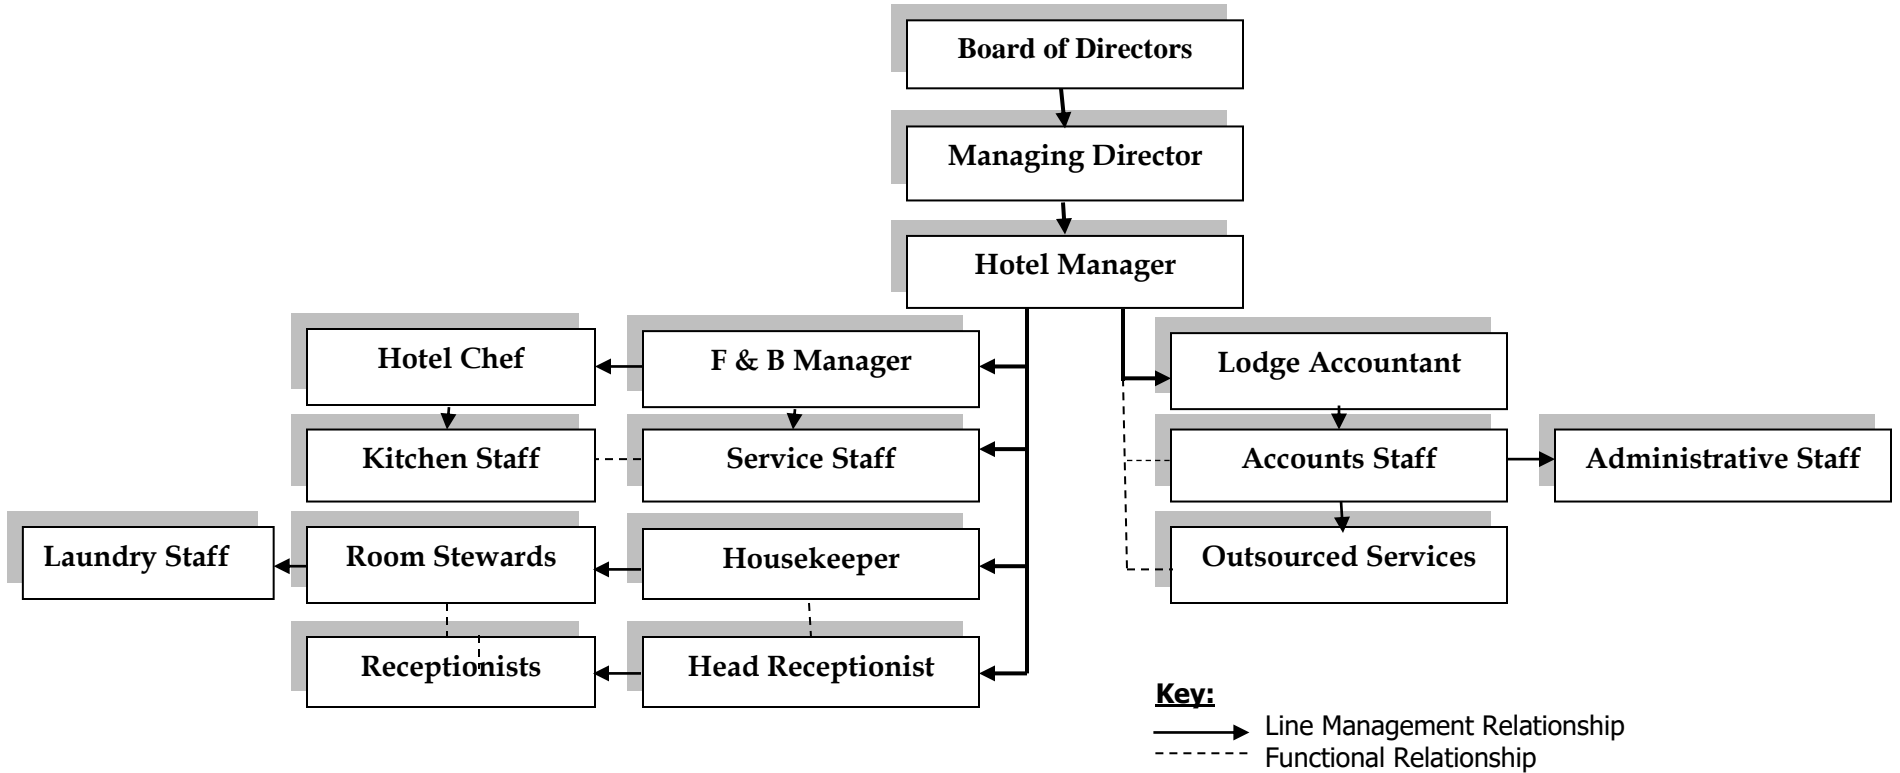 Board of Directors
Managing Director
Hotel Manager
Hotel Chef
F & B Manager
Lodge Accountant
Kitchen Staff
Service Staff
Accounts Staff
Administrative Staff
Laundry Staff
Room Stewards
Housekeeper
Outsourced Services
Receptionists
Head Receptionist
Key:
Line Management Relationship
Functional Relationship